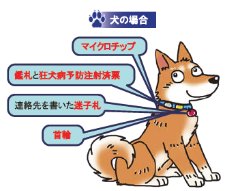 犬の場合
マイクロチップ
鑑札と狂犬病予防注射済票
連絡先を書いた迷子札
首輪